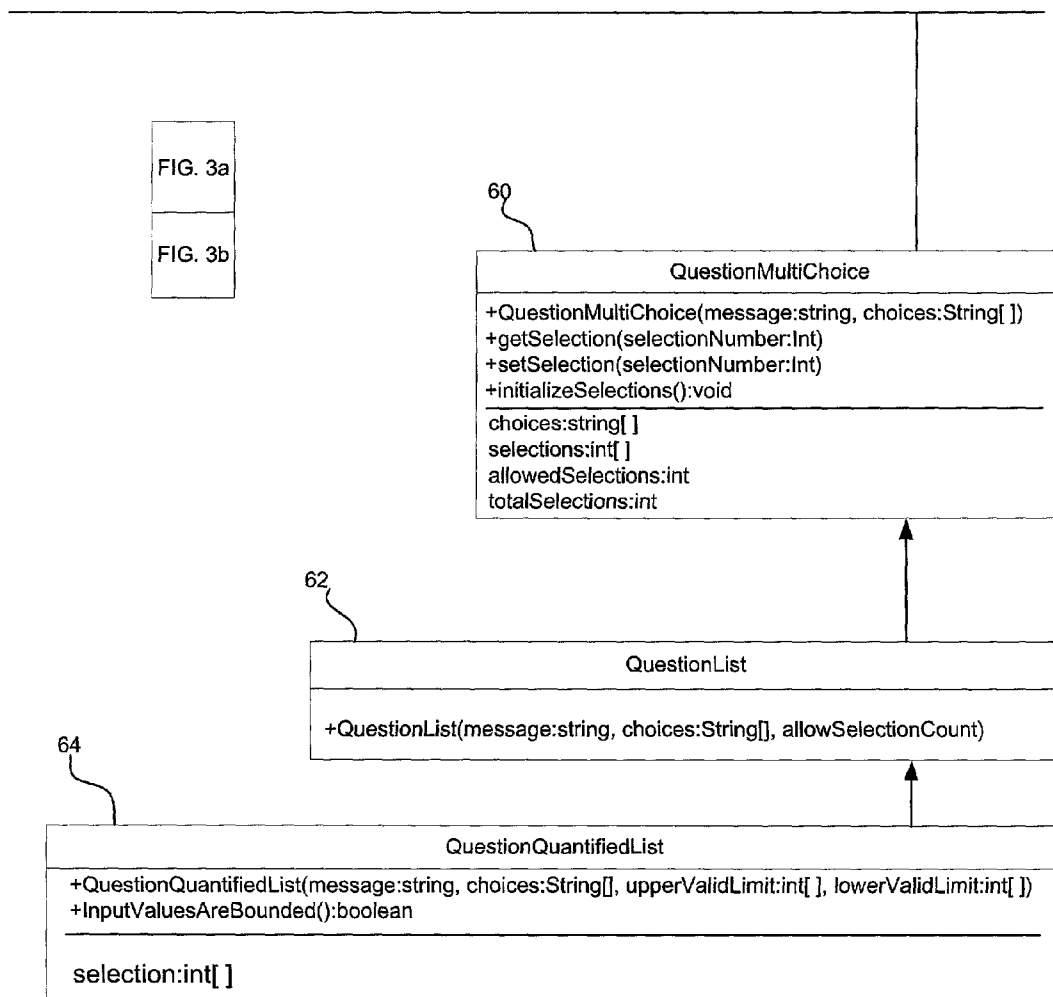 FIG. 3a
FIG. 3b
60
QuestionMultiChoice
+QuestionMultiChoice(message:string, choices:String[ ])
+getSelection(selectionNumber:Int)
+setSelection(selectionNumber:Int)
+initializeSelections():void
choices:string[ ]
selections:int[ ]
allowedSelections:int
totalSelections:int
62
QuestionList
+QuestionList(message:string, choices:String[], allowSelectionCount)
64
QuestionQuantifiedList
+QuestionQuantifiedList(message:string, choices:String[], upperValidLimit:int[ ], lowerValidLimit:int[ ])
+InputValuesAreBounded():boolean
selection:int[ ]